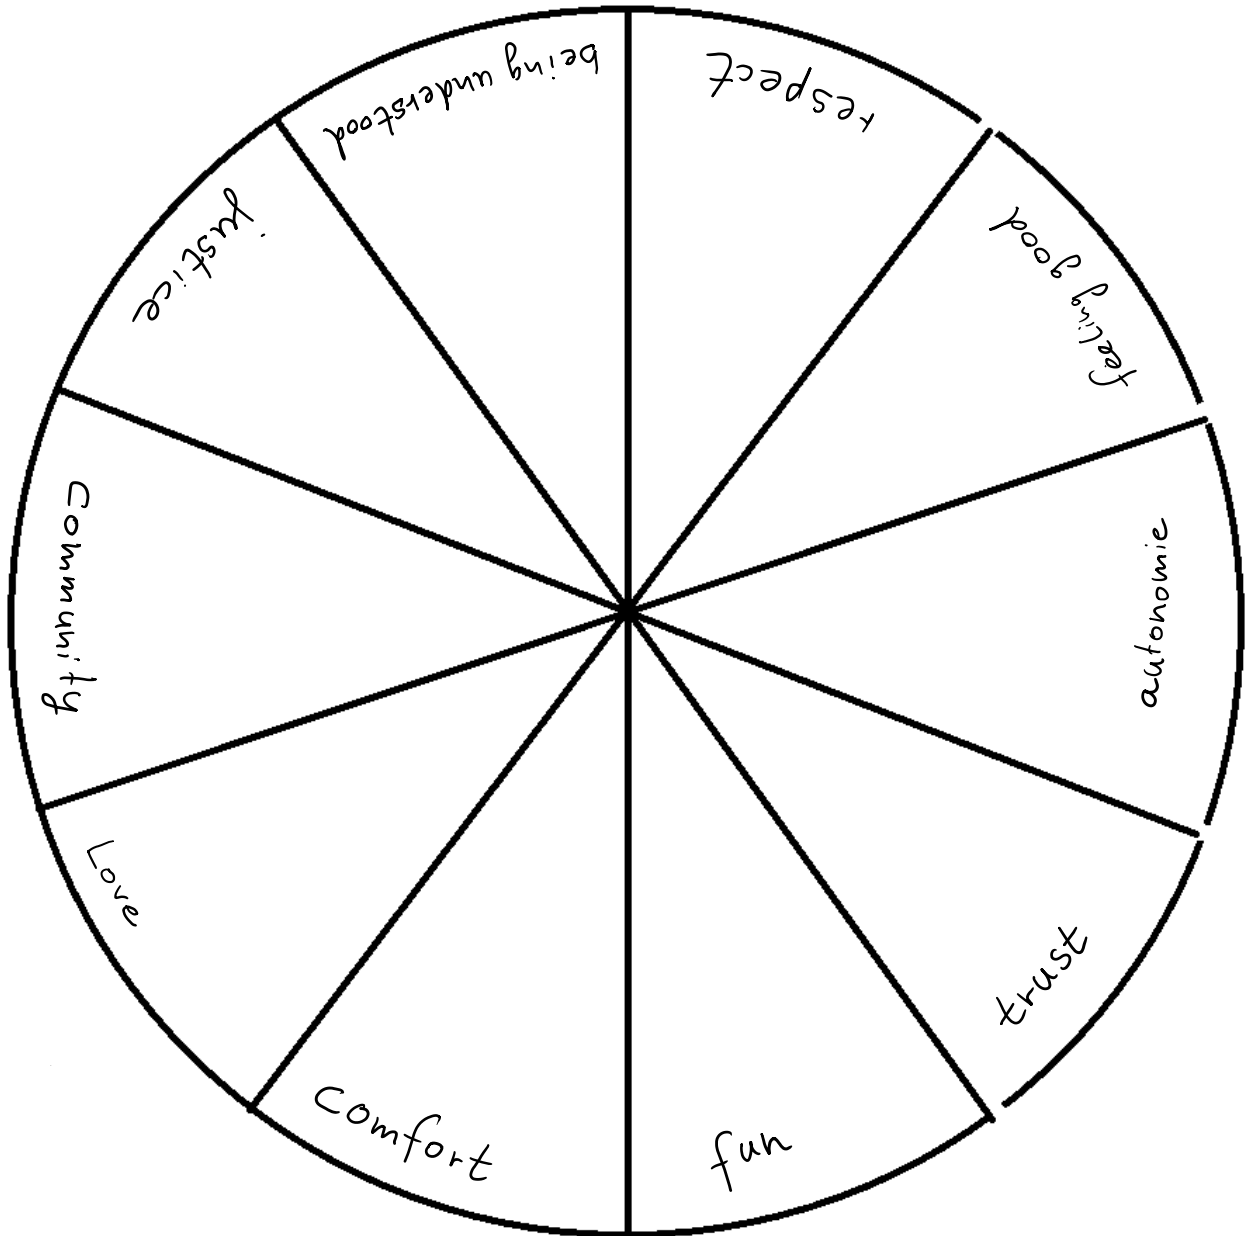 respect
feeling good
autonomie
trust
fun
Comfort
Love
Community
justice
being understood